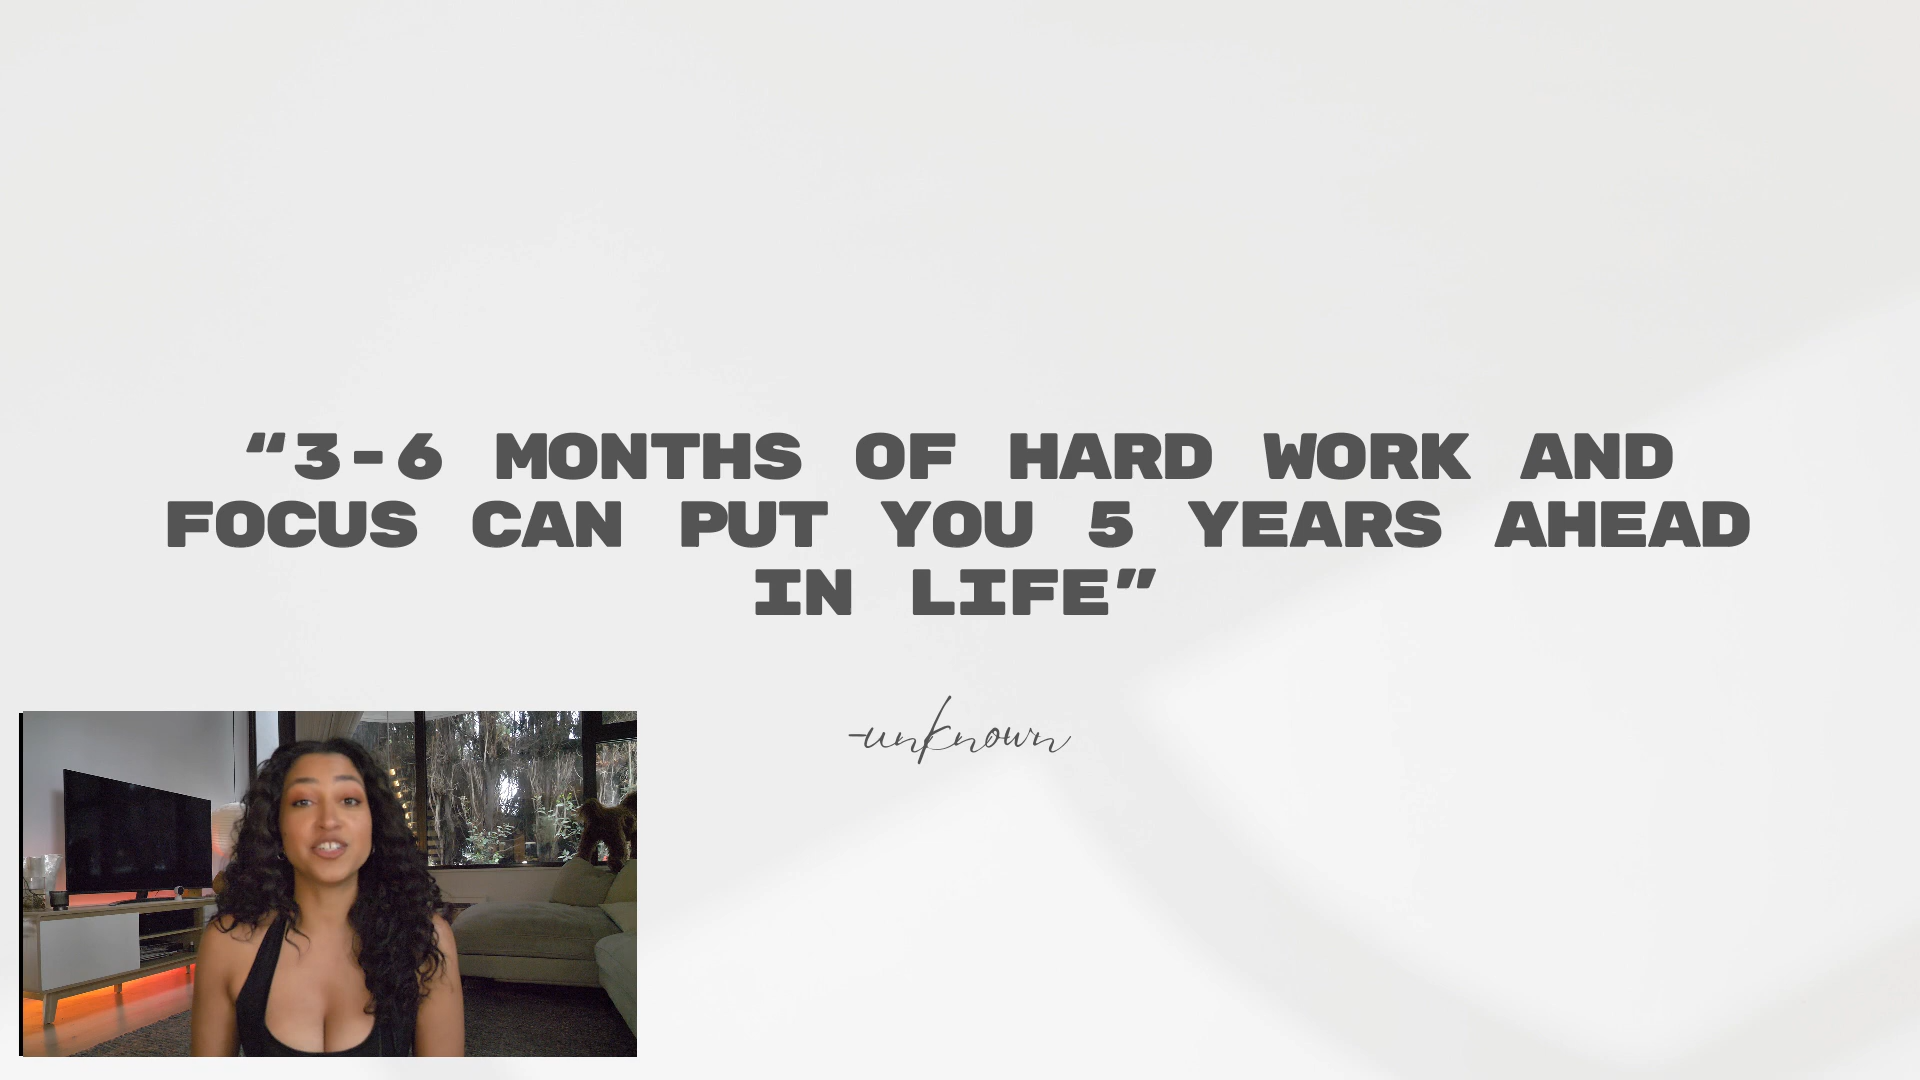 “3-6 MONTHS OF HARD WORK AND
FOCUS CAN PUT YOU 5 YEARS AHEAD
IN LIFE”
-unknown